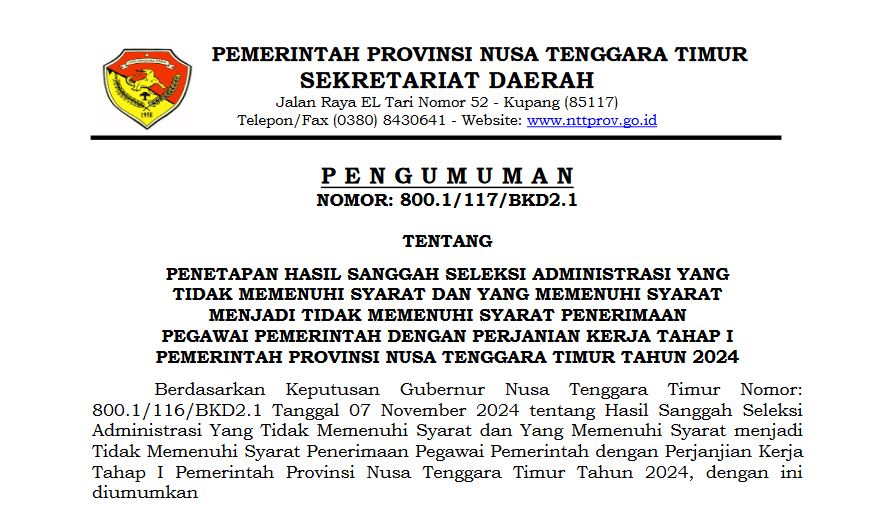 PEMERINTAH PROVINSI NUSA TENGGARA TIMUR
SEKRETARIAT DAERAH
Jalan Raya EL Tari Nomor 52 - Kupang (85117)
Telepon/Fax (0380) 8430641 - Website: www.nttprov.go.id
1958
P E N G U M U M A N
NOMOR: 800.1/117/BKD2.1
TENTANG
PENETAPAN HASIL SANGGAH SELEKSI ADMINISTRASI YANG
TIDAK MEMENUHI SYARAT DAN YANG MEMENUHI SYARAT
MENJADI TIDAK MEMENUHI SYARAT PENERIMAAN
PEGAWAI PEMERINTAH DENGAN PERJANIAN KERJA TAHAP I
PEMERINTAH PROVINSI NUSA TENGGARA TIMUR TAHUN 2024
Berdasarkan Keputusan Gubernur Nusa Tenggara Timur Nomor:
800.1/116/BKD2.1 Tanggal 07 November 2024 tentang Hasil Sanggah Seleksi
Administrasi Yang Tidak Memenuhi Syarat dan Yang Memenuhi Syarat menjadi
Tidak Memenuhi Syarat Penerimaan Pegawai Pemerintah dengan Perjanjian Kerja
Tahap I Pemerintah Provinsi Nusa Tenggara Timur Tahun 2024, dengan ini
diumumkan